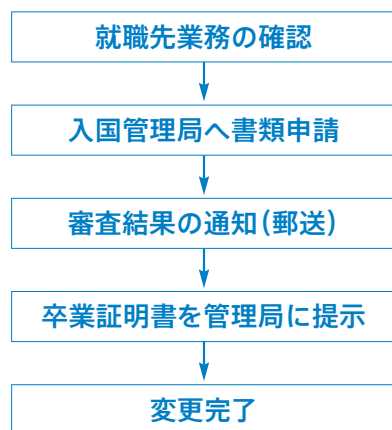 就職先業務の確認
入国管理局へ書類申請
審査結果の通知(郵送)
卒業証明書を管理局に提示
変更完了